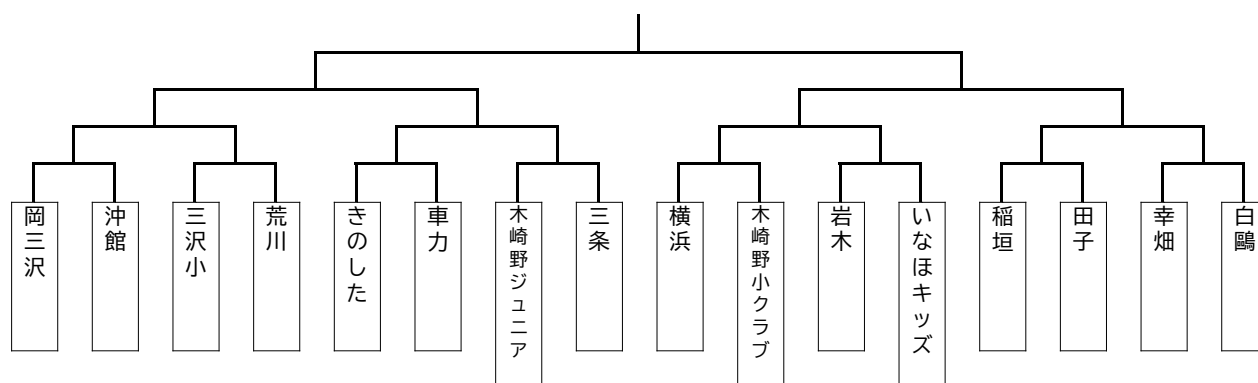 岡三沢
沖館
三沢小
荒川
きのした
車力
木崎野ジュニア
三条
横浜
木崎野小クラブ
岩木
いなほキッズ
稲垣
田子
幸畑
白鷗